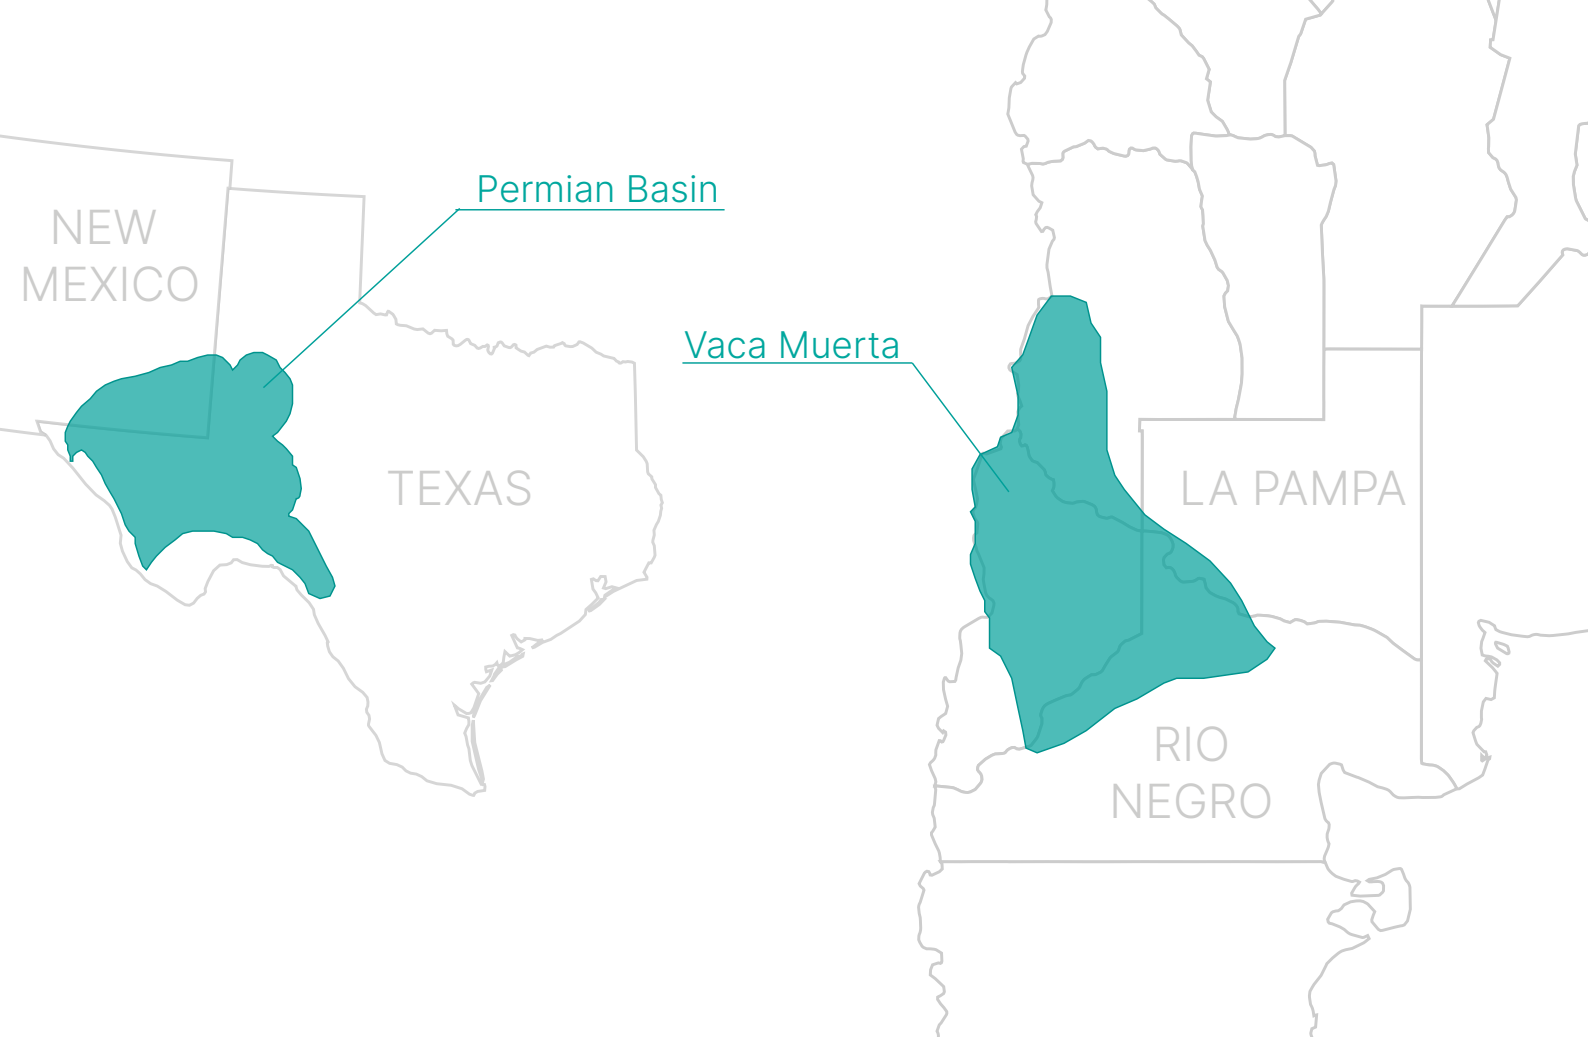 Permian Basin
NEW
MEXICO
TEXAS
Vaca Muerta
LA PAMPA
RIO
NEGRO